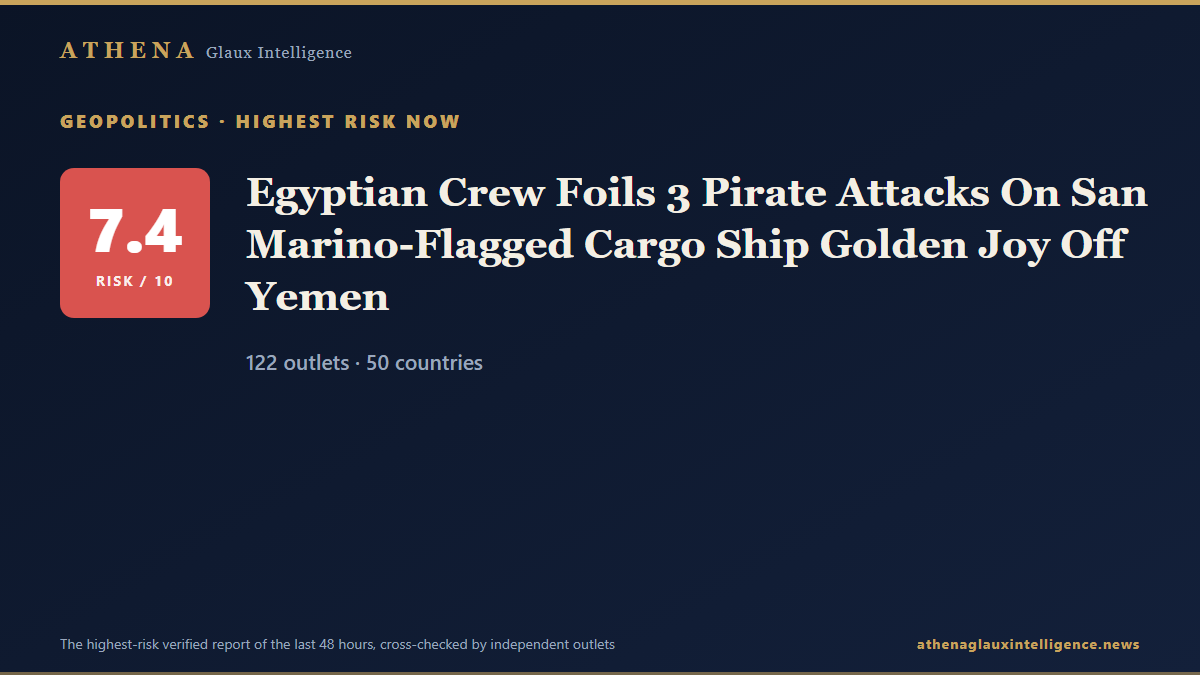 ATHENA Glaux Intelligence
GEOPOLITICS · HIGHEST RISK NOW
7.4
RISK / 10
Egyptian Crew Foils 3 Pirate Attacks On San
Marino-Flagged Cargo Ship Golden Joy Off
Yemen
122 outlets · 50 countries
The highest-risk verified report of the last 48 hours, cross-checked by independent outlets
athenaglauxintelligence.news